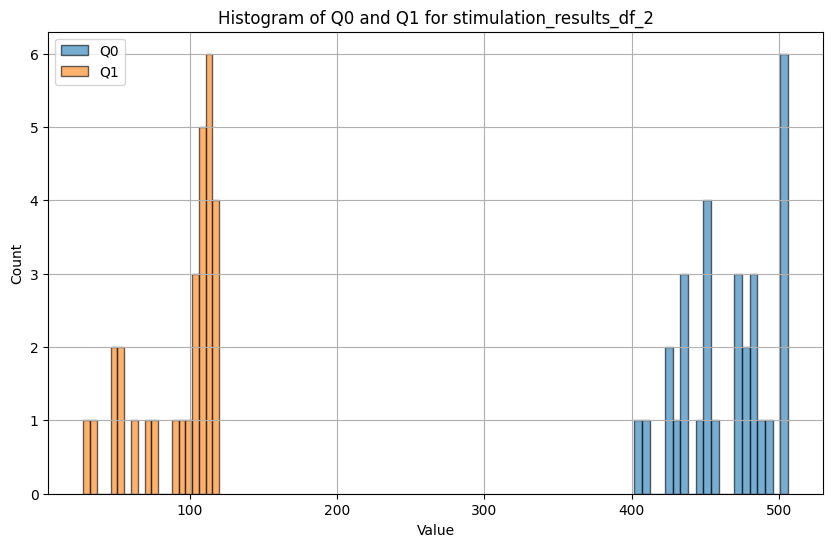 Histogram of Q0 and Q1 for stimulation_results_df_2
Q0
Q1
6
5
4
3
2
1
0
Count
100
200
300
400
500
Value